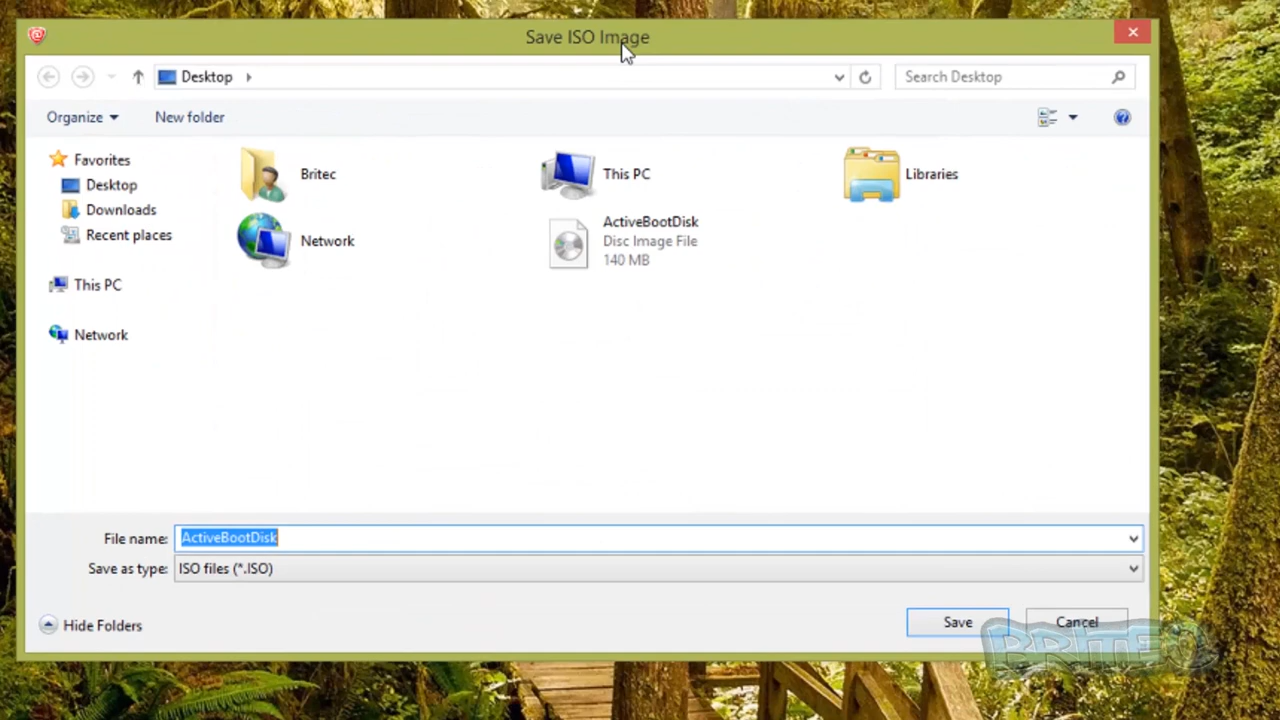 Save ISO Image
Desktop
Search Desktop
Organize
New folder
Favorites
Desktop
Downloads
Recent places
This PC
Network
Britec
This PC
Libraries
Network
ActiveBootDisk
Disc Image File
140 MB
File name: ActiveBootDisk
Save as type: ISO files (*.ISO)
Hide Folders
Save
Cancel
BRITEC